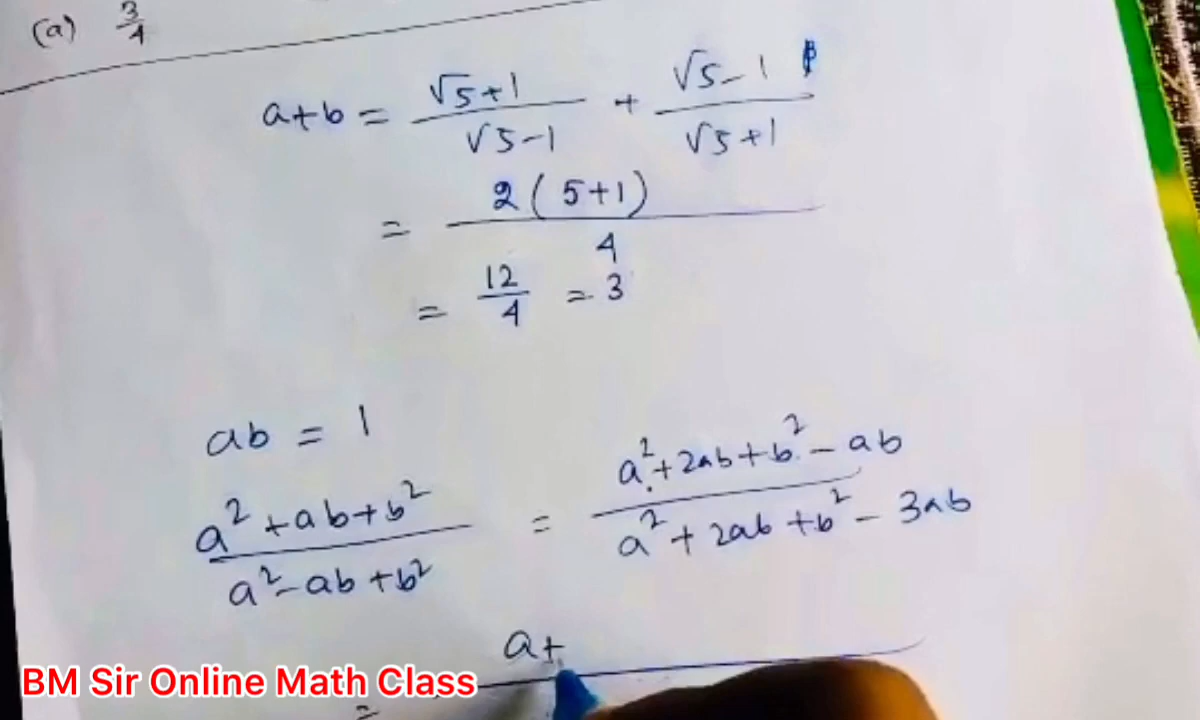 (a) 3/4
a+b = (√5+1)/(√5-1) + (√5-1)/(√5+1)
= 2(5+1)/4
= 12/4 = 3
ab = 1
(a²+ab+b²)/(a²-ab+b²) = (a²+2ab+b²-ab)/(a²+2ab+b²-3ab)
= a+
BM Sir Online Math Class